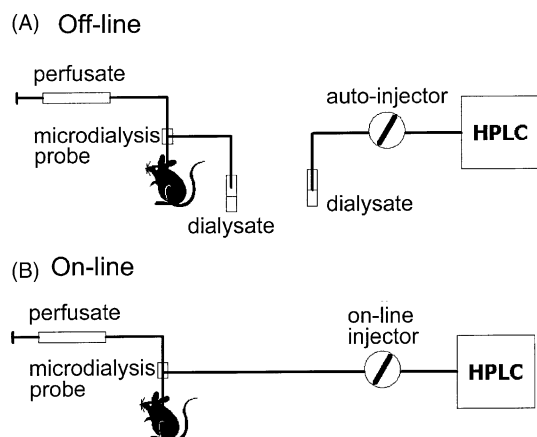 (A) Off-line
perfusate
auto-injector
HPLC
microdialysis
probe
dialysate
dialysate
(B) On-line
perfusate
on-line
injector
HPLC
microdialysis
probe